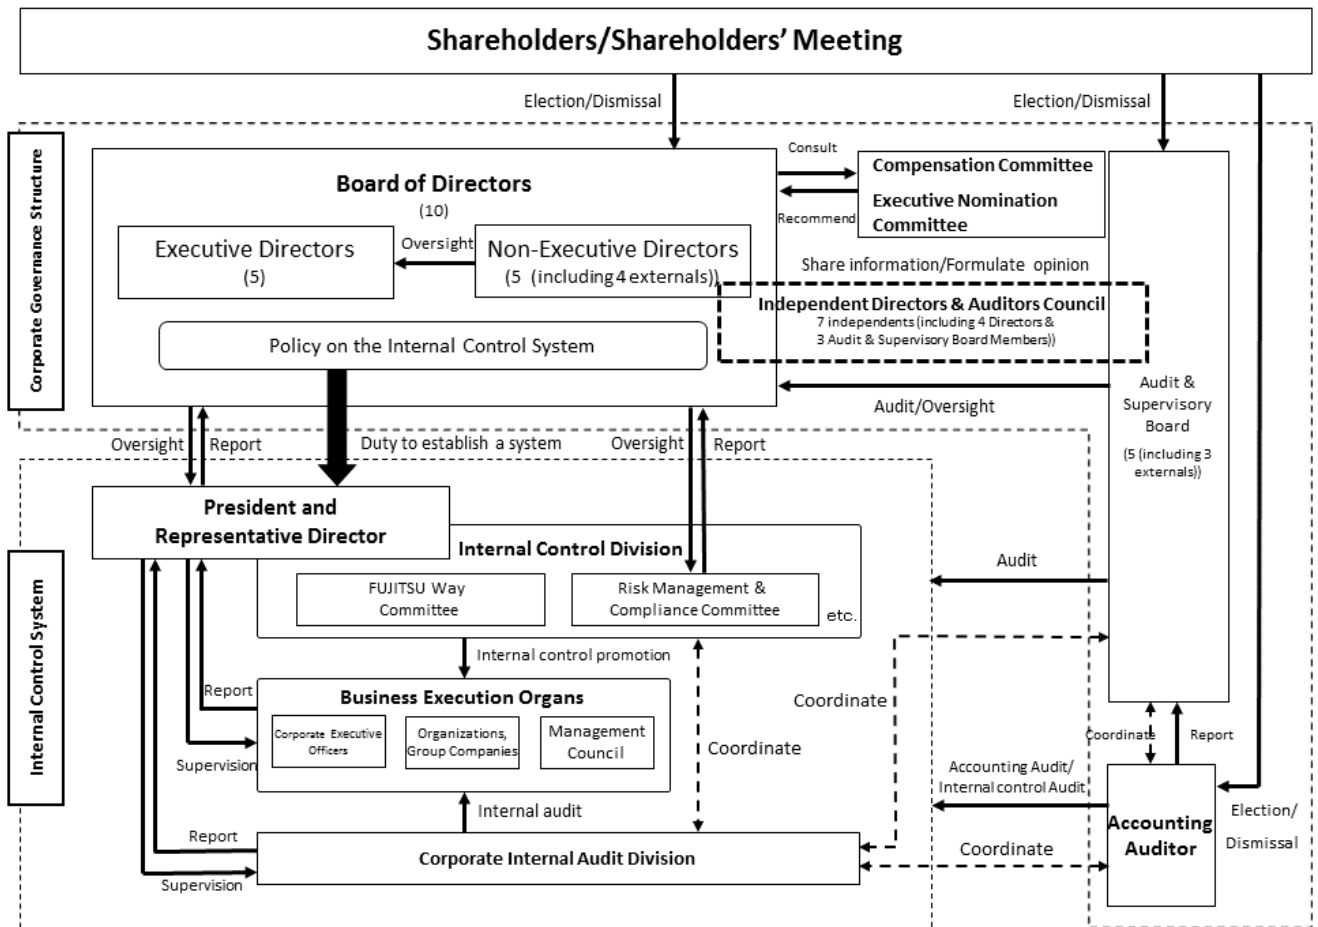 Shareholders/Shareholders' Meeting
Election/Dismissal
Election/Dismissal
Corporate Governance Structure
Board of Directors
(10)
Executive Directors
(5)
Oversight
Non-Executive Directors
(5 (including 4 externals))
Consult
Recommend
Compensation Committee
Executive Nomination
Committee
Share information/Formulate opinion
Independent Directors & Auditors Council
7 independents (including 4 Directors &
3 Audit & Supervisory Board Members))
Policy on the Internal Control System
Audit/Oversight
Audit &
Supervisory
Board
(5 (including 3
externals))
Oversight
Report
Duty to establish a system
Oversight
Report
Internal Control System
President and
Representative Director
Internal Control Division
FUJITSU Way
Committee
Risk Management &
Compliance Committee
etc.
Audit
Internal control promotion
Report
Business Execution Organs
Corporate Executive
Officers
Organizations,
Group Companies
Management
Council
Supervision
Coordinate
Coordinate
Coordinate
Report
Accounting Audit/
Internal control Audit
Internal audit
Report
Corporate Internal Audit Division
Supervision
Coordinate
Accounting
Auditor
Election/
Dismissal